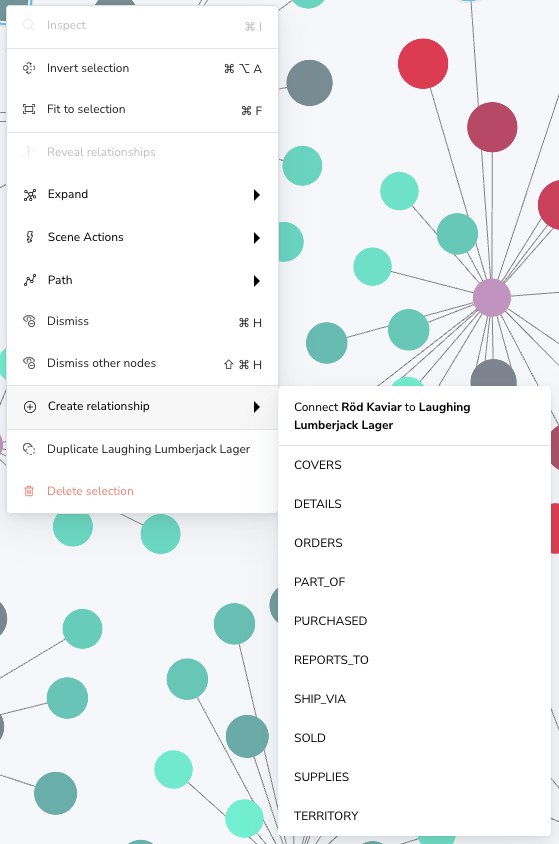 Inspect ⌘ I
Invert selection ⌘ ⌥ A
Fit to selection ⌘ F
Reveal relationships
Expand
Scene Actions
Path
Dismiss ⌘ H
Dismiss other nodes ⇧ ⌘ H
Create relationship
Duplicate Laughing Lumberjack Lager
Delete selection
Connect Röd Kaviar to Laughing
Lumberjack Lager
COVERS
DETAILS
ORDERS
PART_OF
PURCHASED
REPORTS_TO
SHIP_VIA
SOLD
SUPPLIES
TERRITORY